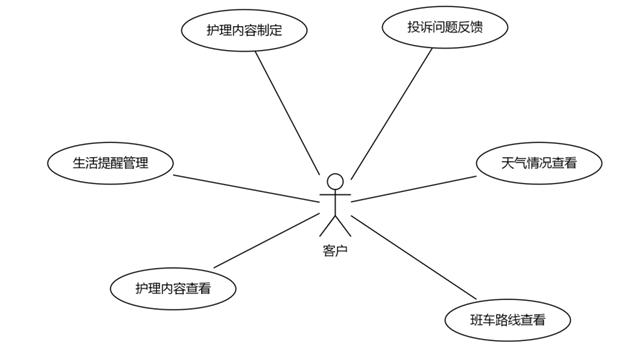 护理内容制定
投诉问题反馈
生活提醒管理
天气情况查看
客户
护理内容查看
班车路线查看